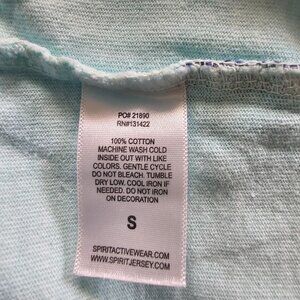 PO# 21890
RN#131422
100% COTTON
MACHINE WASH COLD
INSIDE OUT WITH LIKE
COLORS. GENTLE CYCLE
DO NOT BLEACH. TUMBLE
DRY LOW. COOL IRON IF
NEEDED. DO NOT IRON
ON DECORATION
S
SPIRITACTIVEWEAR.COM
WWW.SPIRITJERSEY.COM